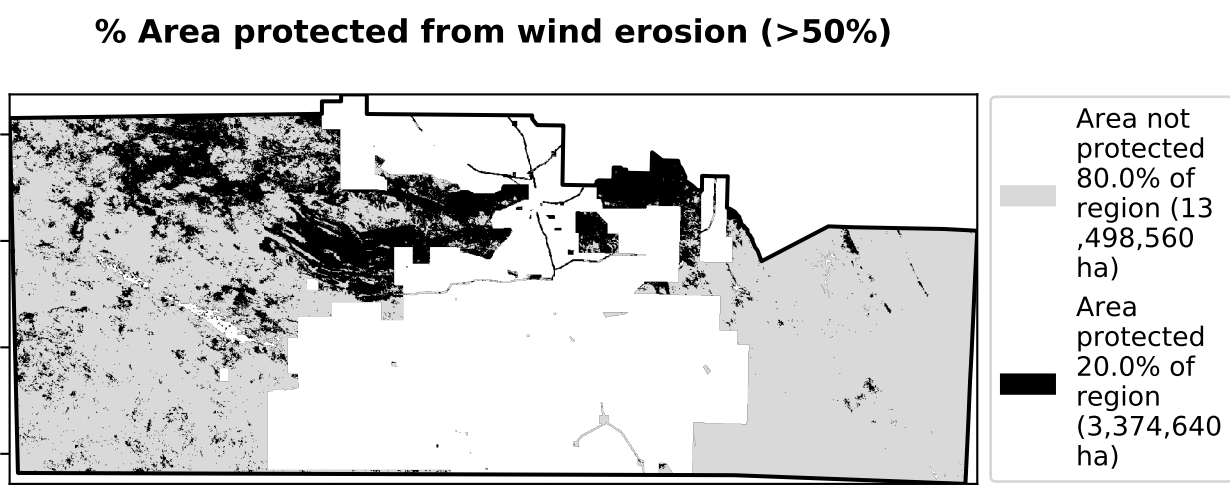 % Area protected from wind erosion (>50%)
Area not
protected
80.0% of
region (13
,498,560
ha)
Area
protected
20.0% of
region
(3,374,640
ha)